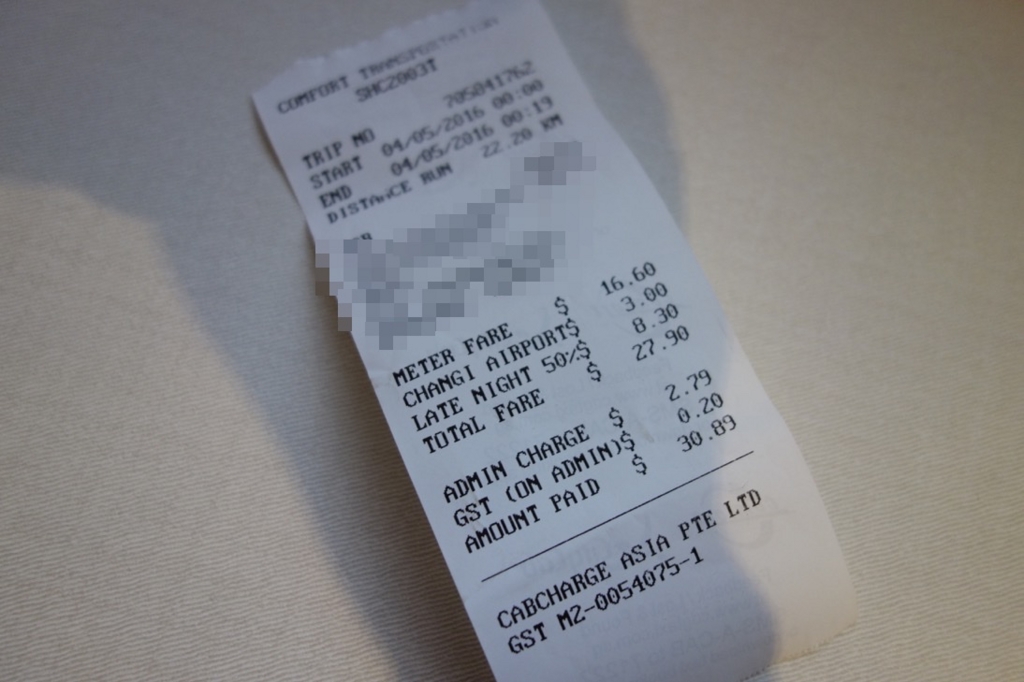 COMFORT TRANSPORTATION
SHC2003T
TRIP NO 705041762
START 04/05/2016 00:00
END 04/05/2016 00:19
DISTANCE RUN 22.20 KM
METER FARE $ 16.60
CHANGI AIRPORT$ 3.00
LATE NIGHT 50%$ 8.30
TOTAL FARE $ 27.90
ADMIN CHARGE $ 2.79
GST (ON ADMIN)$ 0.20
AMOUNT PAID $ 30.89
CABCHARGE ASIA PTE LTD
GST M2-0054075-1